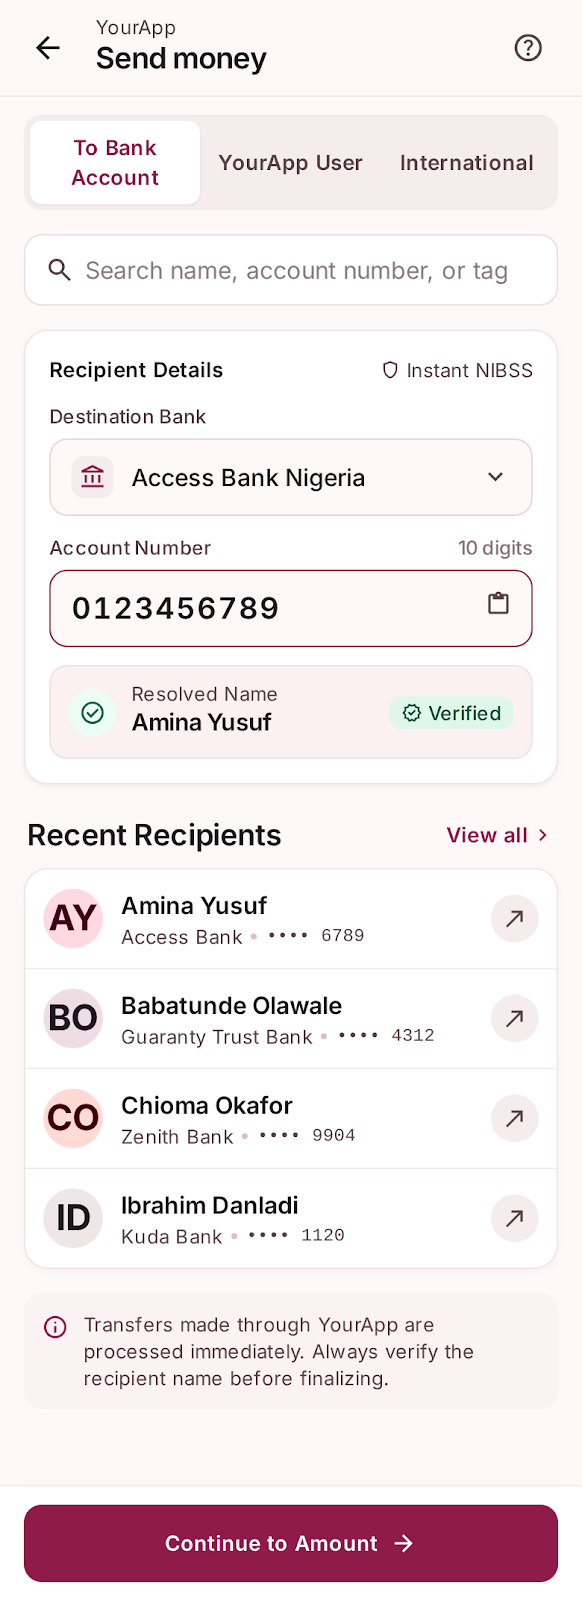 YourApp
Send money
To Bank
Account
YourApp User
International
Search name, account number, or tag
Recipient Details
Instant NIBSS
Destination Bank
Access Bank Nigeria
Account Number
10 digits
0123456789
Resolved Name
Amina Yusuf
Verified
Recent Recipients
View all
AY
Amina Yusuf
Access Bank • •••• 6789
BO
Babatunde Olawale
Guaranty Trust Bank • •••• 4312
CO
Chioma Okafor
Zenith Bank • •••• 9904
ID
Ibrahim Danladi
Kuda Bank • •••• 1120
Transfers made through YourApp are
processed immediately. Always verify the
recipient name before finalizing.
Continue to Amount